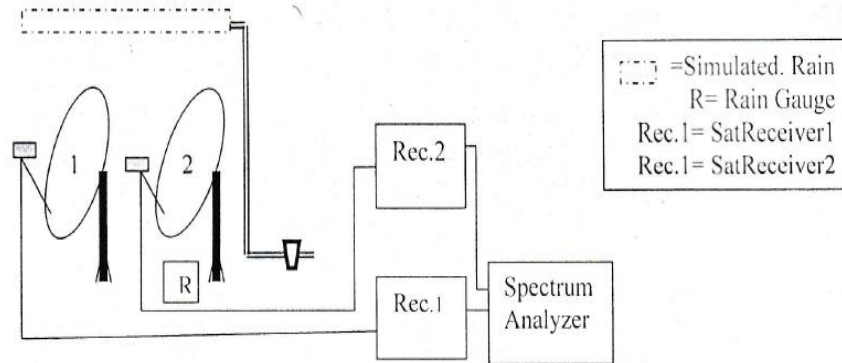 1
2
R
Rec.2
Rec.1
Spectrum
Analyzer
=Simulated. Rain
R= Rain Gauge
Rec.1= SatReceiver1
Rec.1= SatReceiver2